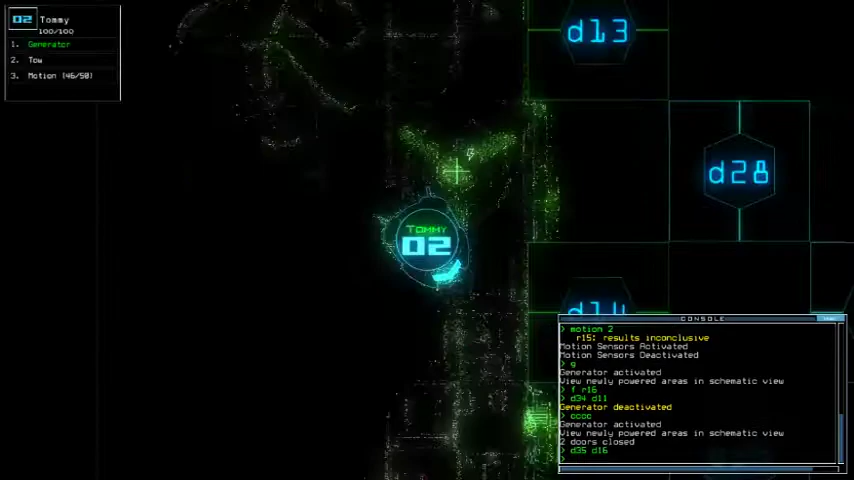 02 Tommy
100/100
1. Generator
2. Tow
3. Motion (46/50)
d13
d28
TOMMY
02
d14
CONSOLE
> motion 2
r15: results inconclusive
Motion Sensors Activated
Motion Sensors Deactivated
> g
Generator activated
View newly powered areas in schematic view
> f r16
> d34 d11
Generator deactivated
> cccc
Generator activated
View newly powered areas in schematic view
2 doors closed
> d35 d16
>